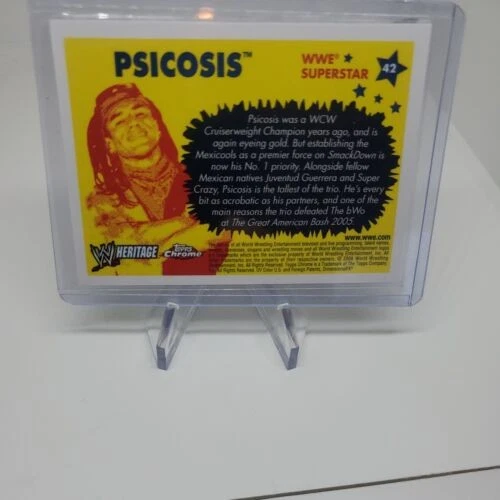 PSICOSIS™
WWE®
SUPERSTAR
42
Psicosis was a WCW
Cruiserweight Champion years ago, and is
again eyeing gold. But establishing the
Mexicools as a premier force on SmackDown is
now his No. 1 priority. Alongside fellow
Mexican natives Juventud Guerrera and Super
Crazy, Psicosis is the tallest of the trio. He's every
bit as acrobatic as his partners, and one of
the main reasons the trio defeated The bWo
at The Great American Bash 2005.
www.wwe.com
W HERITAGE
Topps
Chrome
All Rights Reserved.